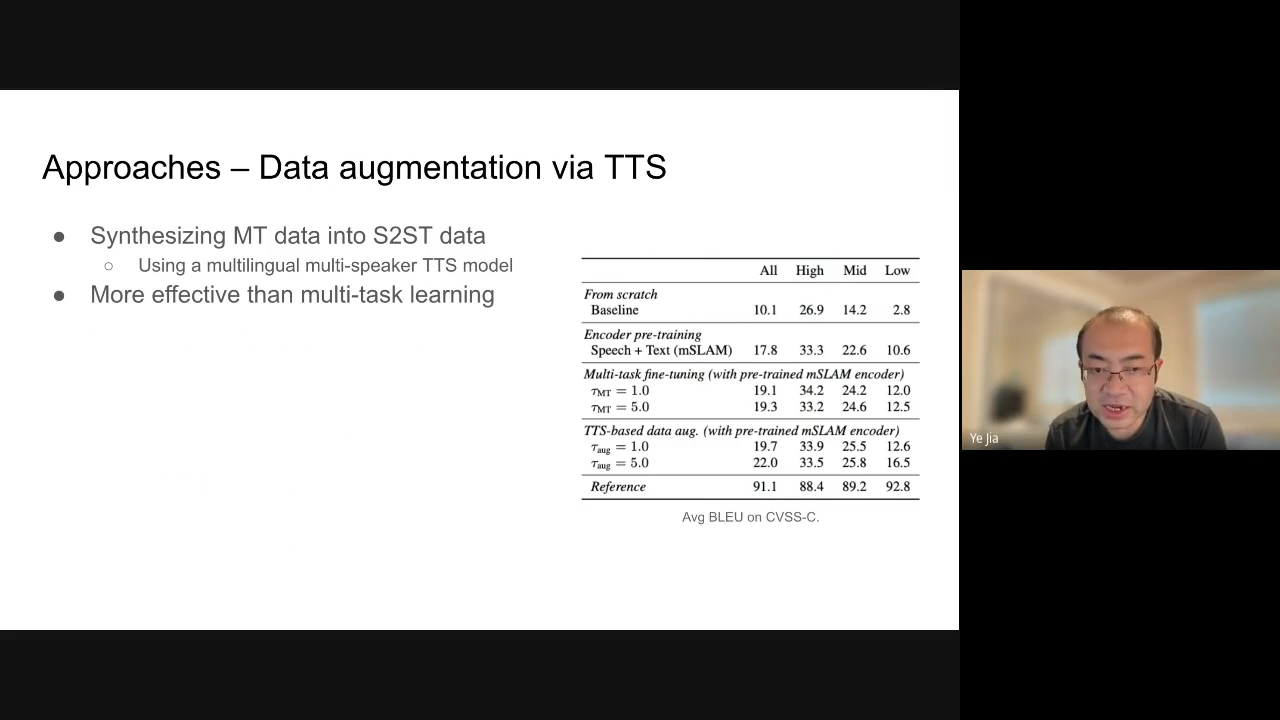 Approaches – Data augmentation via TTS
● Synthesizing MT data into S2ST data
○ Using a multilingual multi-speaker TTS model
● More effective than multi-task learning
All High Mid Low
From scratch
Baseline 10.1 26.9 14.2 2.8
Encoder pre-training
Speech + Text (mSLAM) 17.8 33.3 22.6 10.6
Multi-task fine-tuning (with pre-trained mSLAM encoder)
τMT = 1.0 19.1 34.2 24.2 12.0
τMT = 5.0 19.3 33.2 24.6 12.5
TTS-based data aug. (with pre-trained mSLAM encoder)
τaug = 1.0 19.7 33.9 25.5 12.6
τaug = 5.0 22.0 33.5 25.8 16.5
Reference 91.1 88.4 89.2 92.8
Avg BLEU on CVSS-C.
Ye Jia